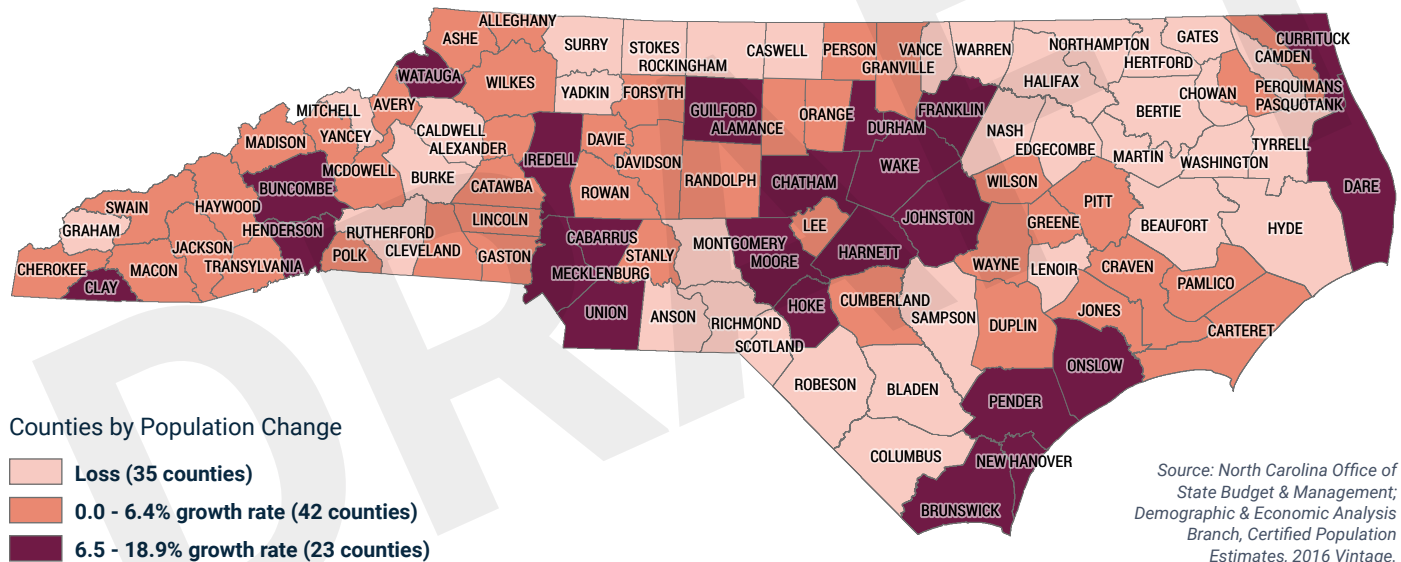 ALLEGHANY
ASHE
SURRY
STOKES
ROCKINGHAM
CASWELL
PERSON
VANCE
GRANVILLE
WARREN
NORTHAMPTON
GATES
HERTFORD
CURRITUCK
CAMDEN
WATAUGA
WILKES
YADKIN
FORSYTH
GUILFORD
ALAMANCE
ORANGE
DURHAM
FRANKLIN
HALIFAX
BERTIE
CHOWAN
PERQUIMANS
PASQUOTANK
MITCHELL
AVERY
YANCEY
MADISON
CALDWELL
ALEXANDER
IREDELL
DAVIE
DAVIDSON
NASH
EDGECOMBE
MARTIN
WASHINGTON
TYRRELL
DARE
MCDOWELL
BURKE
CATAWBA
ROWAN
RANDOLPH
CHATHAM
WAKE
WILSON
PITT
BUNCOMBE
HAYWOOD
SWAIN
GRAHAM
JACKSON
HENDERSON
RUTHERFORD
CLEVELAND
POLK
LINCOLN
GASTON
CABARRUS
STANLY
MECKLENBURG
MONTGOMERY
MOORE
LEE
HARNETT
JOHNSTON
GREENE
BEAUFORT
HYDE
CHEROKEE
CLAY
MACON
TRANSYLVANIA
WAYNE
LENOIR
CRAVEN
PAMLICO
UNION
ANSON
RICHMOND
SCOTLAND
HOKE
CUMBERLAND
SAMPSON
DUPLIN
JONES
CARTERET
ONSLOW
ROBESON
BLADEN
PENDER
COLUMBUS
NEW HANOVER
BRUNSWICK
DRAFT
Counties by Population Change
Loss (35 counties)
0.0 - 6.4% growth rate (42 counties)
6.5 - 18.9% growth rate (23 counties)
Source: North Carolina Office of
State Budget & Management;
Demographic & Economic Analysis
Branch, Certified Population
Estimates, 2016 Vintage.